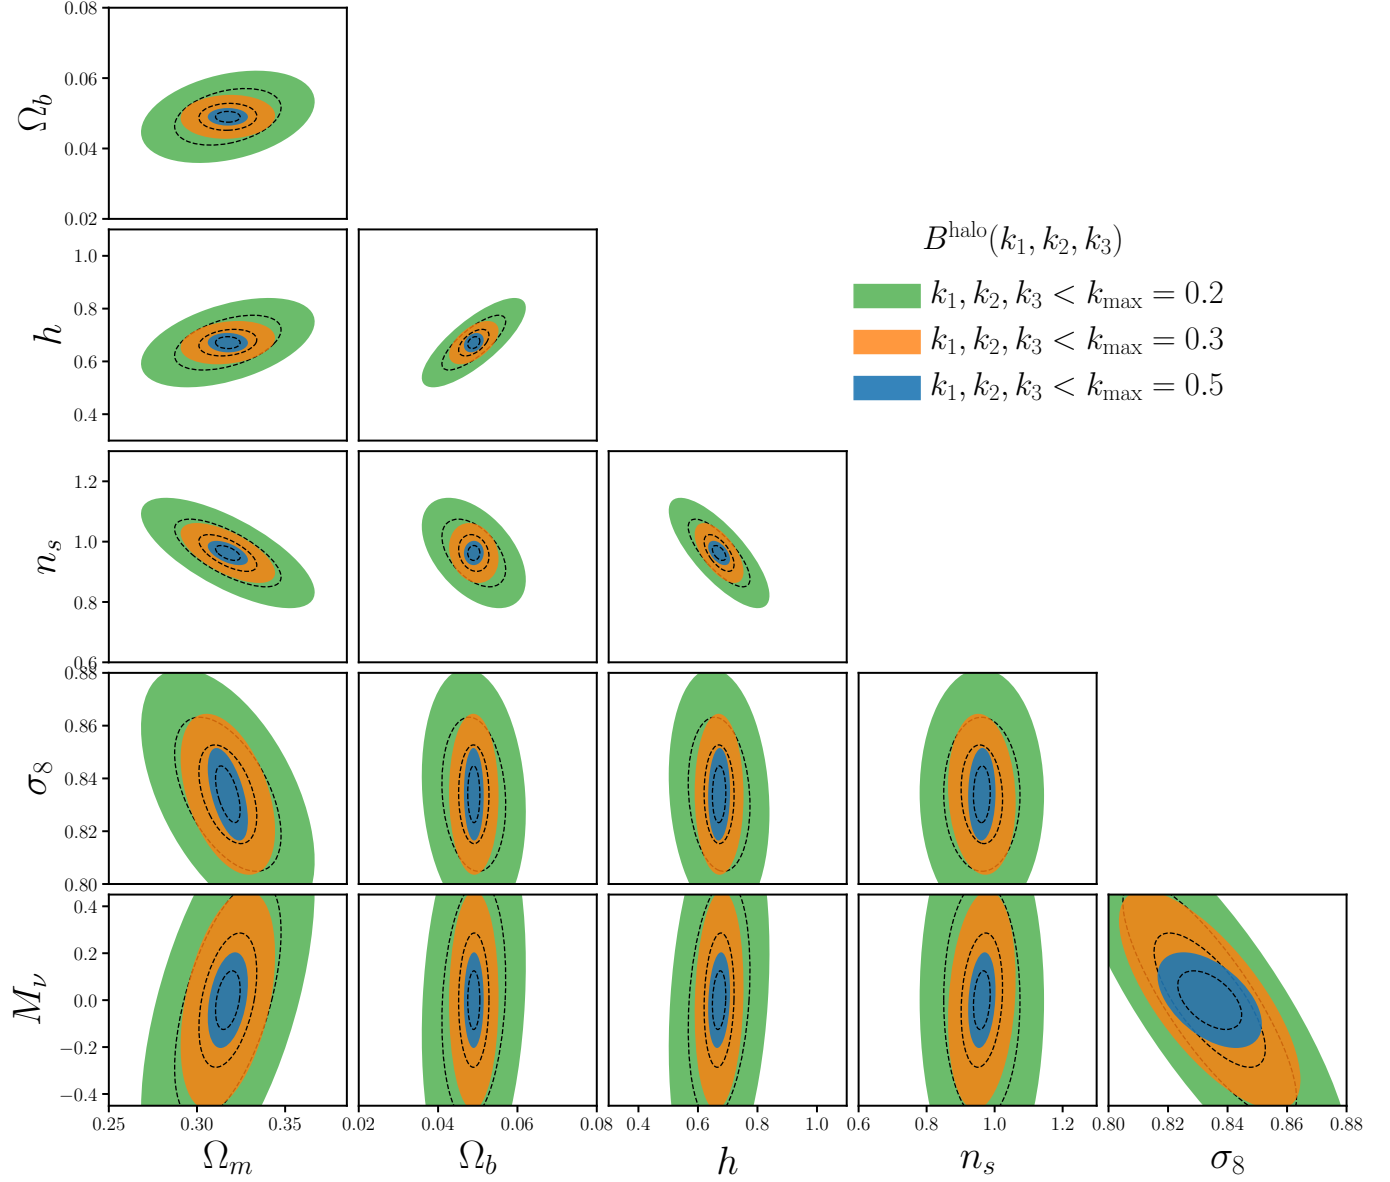 0.08
0.06
Ω_b
0.04
0.02
1.0
B^halo(k_1, k_2, k_3)
0.8
k_1, k_2, k_3 < k_max = 0.2
h
0.6
k_1, k_2, k_3 < k_max = 0.3
0.4
k_1, k_2, k_3 < k_max = 0.5
1.2
n_s
1.0
0.8
0.6
0.88
0.86
σ_8
0.84
0.82
0.80
0.4
0.2
M_ν
0.0
−0.2
−0.4
0.25 0.30 0.35 0.02 0.04 0.06 0.08 0.4 0.6 0.8 1.0 0.6 0.8 1.0 1.2 0.80 0.82 0.84 0.86 0.88
Ω_m Ω_b h n_s σ_8